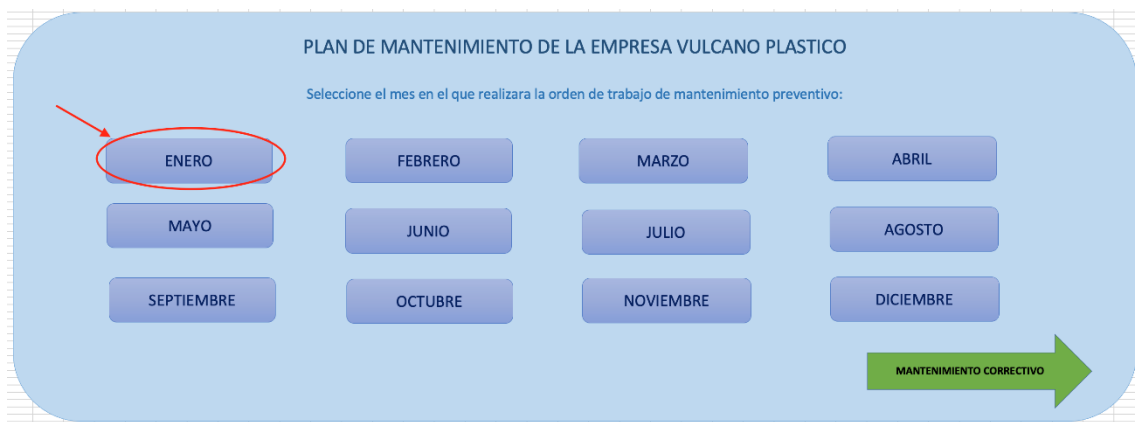 PLAN DE MANTENIMIENTO DE LA EMPRESA VULCANO PLASTICO
Seleccione el mes en el que realizara la orden de trabajo de mantenimiento preventivo:
ENERO
FEBRERO
MARZO
ABRIL
MAYO
JUNIO
JULIO
AGOSTO
SEPTIEMBRE
OCTUBRE
NOVIEMBRE
DICIEMBRE
MANTENIMIENTO CORRECTIVO